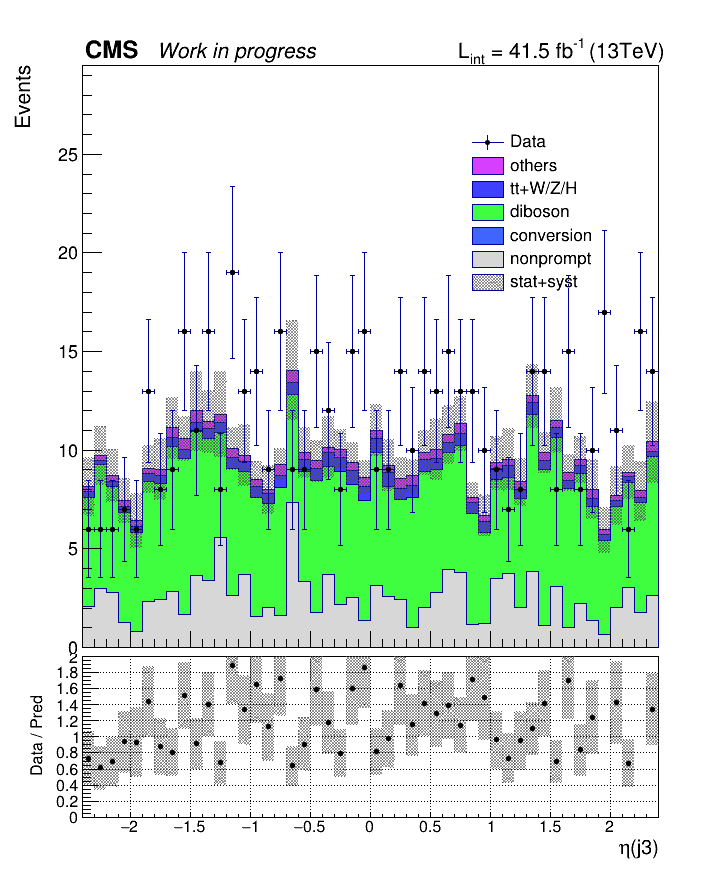 CMS Work in progress L_int = 41.5 fb^-1 (13TeV)
Events
25
20
15
10
5
0
Data
others
tt+W/Z/H
diboson
conversion
nonprompt
stat+syst
Data / Pred
2
1.8
1.6
1.4
1.2
1
0.8
0.6
0.4
0.2
0
−2 −1.5 −1 −0.5 0 0.5 1 1.5 2
η(j3)